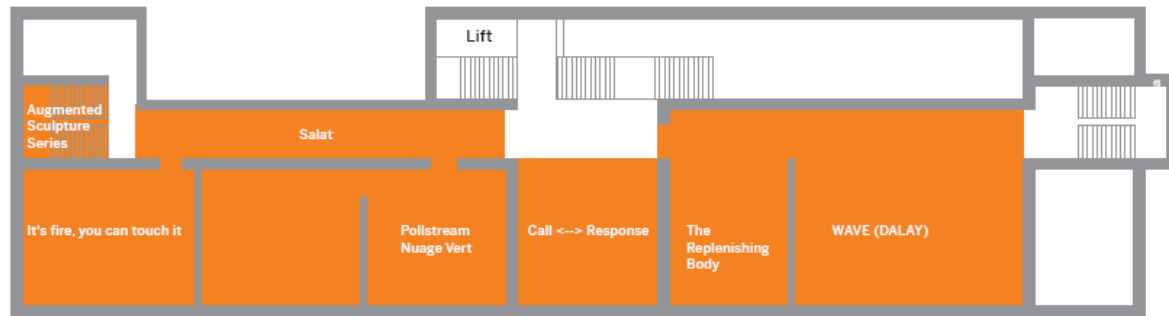 Lift
Augmented
Sculpture
Series
Salat
It's fire, you can touch it
Pollstream
Nuage Vert
Call <--> Response
The
Replenishing
Body
WAVE (DALAY)